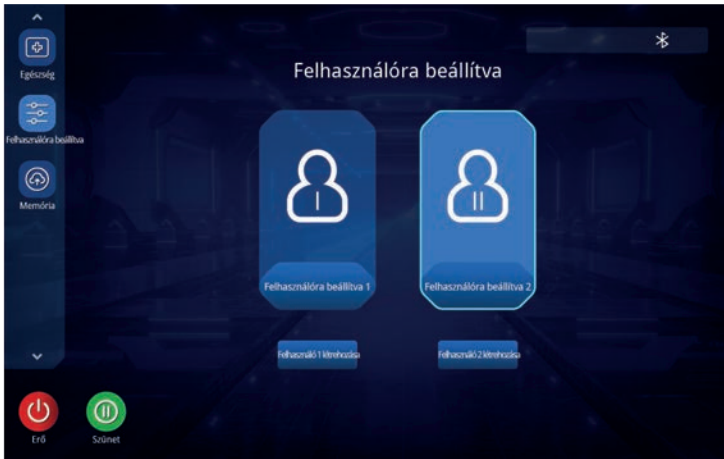 Egészség
Felhasználóra beállítva
Memória
Felhasználóra beállítva
I
II
Felhasználóra beállítva 1
Felhasználóra beállítva 2
Felhasználó 1 létrehozása
Felhasználó 2 létrehozása
Erő
Szünet